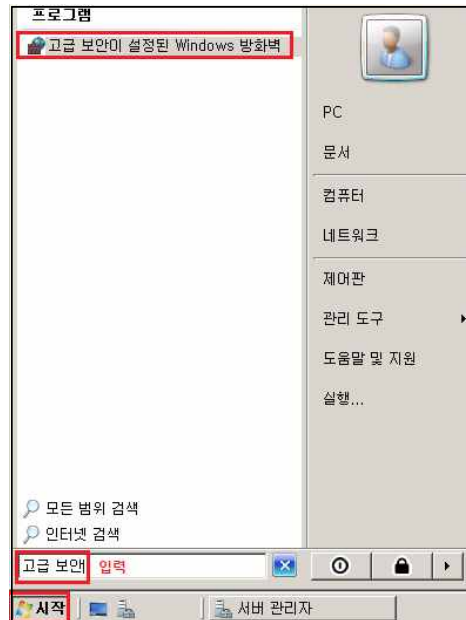 프로그램
고급 보안이 설정된 Windows 방화벽
PC
문서
컴퓨터
네트워크
제어판
관리 도구
도움말 및 지원
실행...
모든 범위 검색
인터넷 검색
고급 보안 입력
시작
서버 관리자